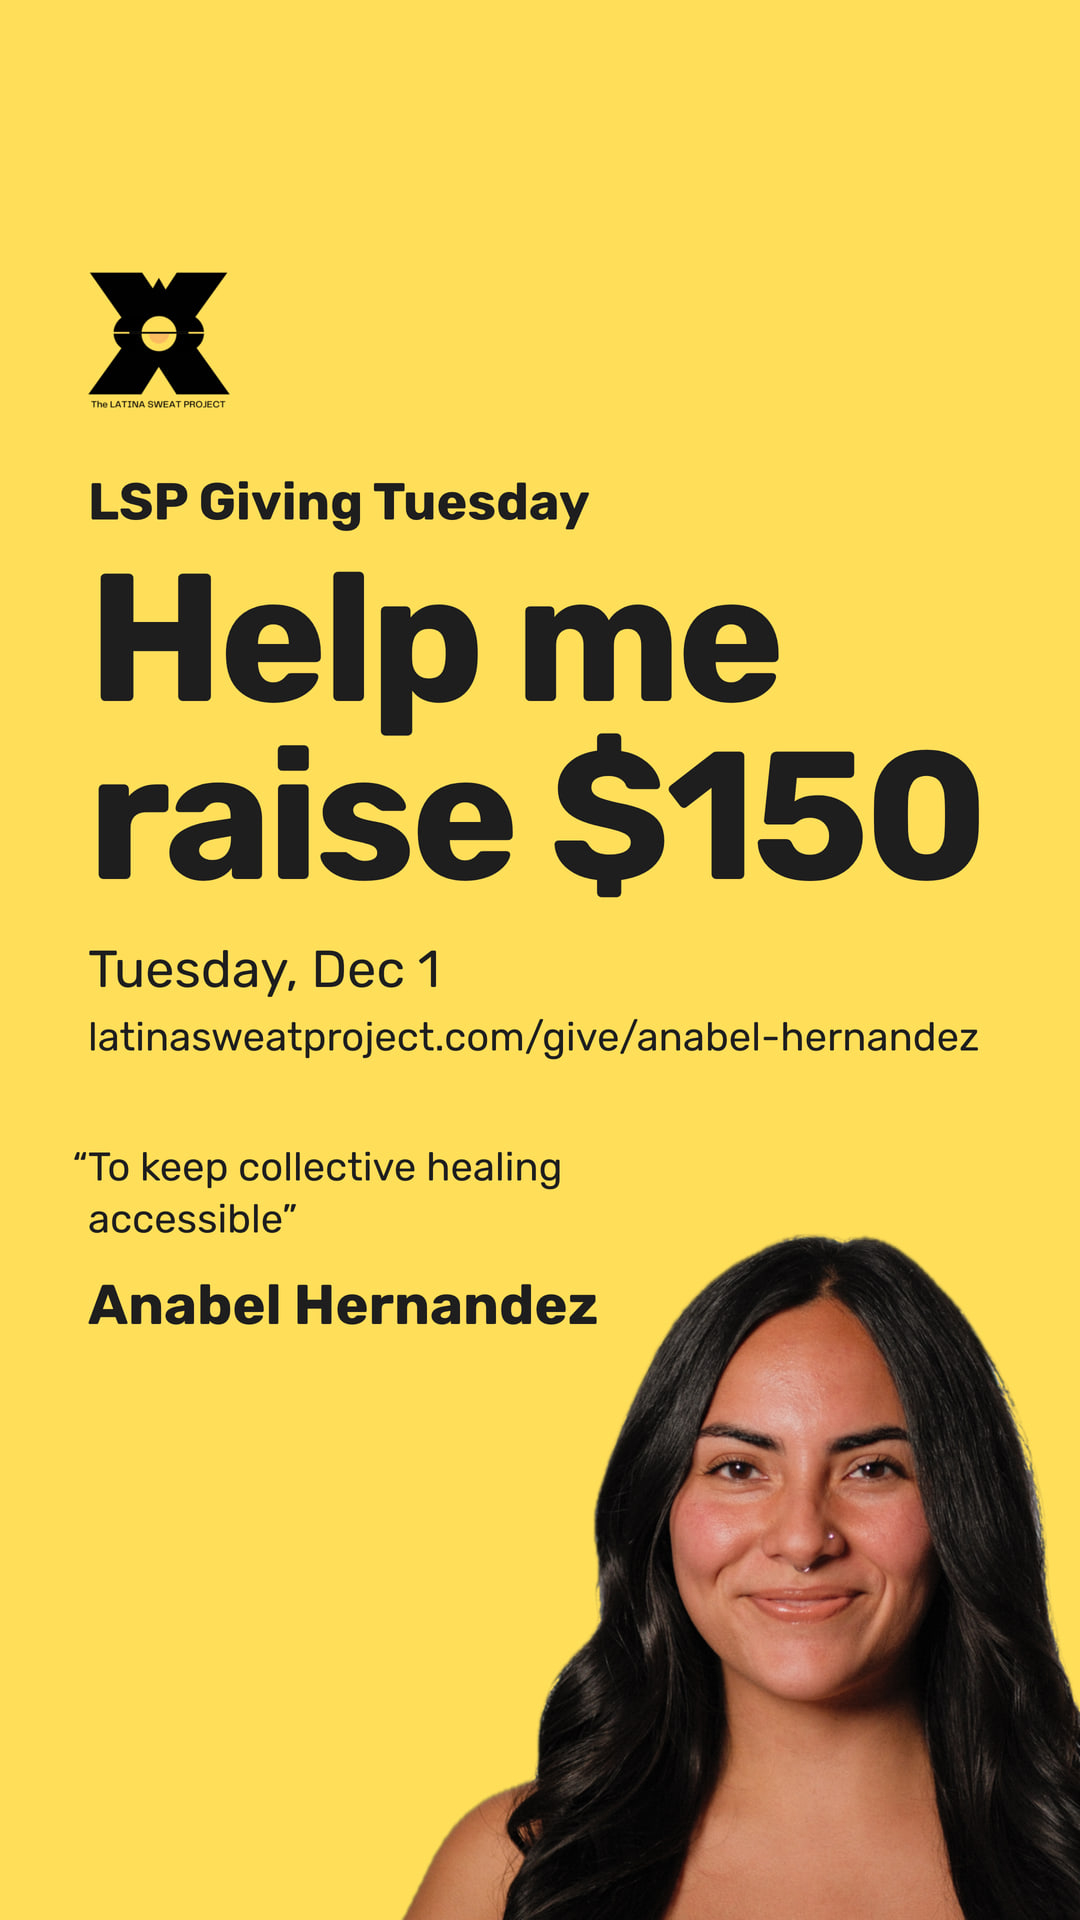 The LATINA SWEAT PROJECT
LSP Giving Tuesday
Help me
raise $150
Tuesday, Dec 1
latinasweatproject.com/give/anabel-hernandez
“To keep collective healing
accessible”
Anabel Hernandez